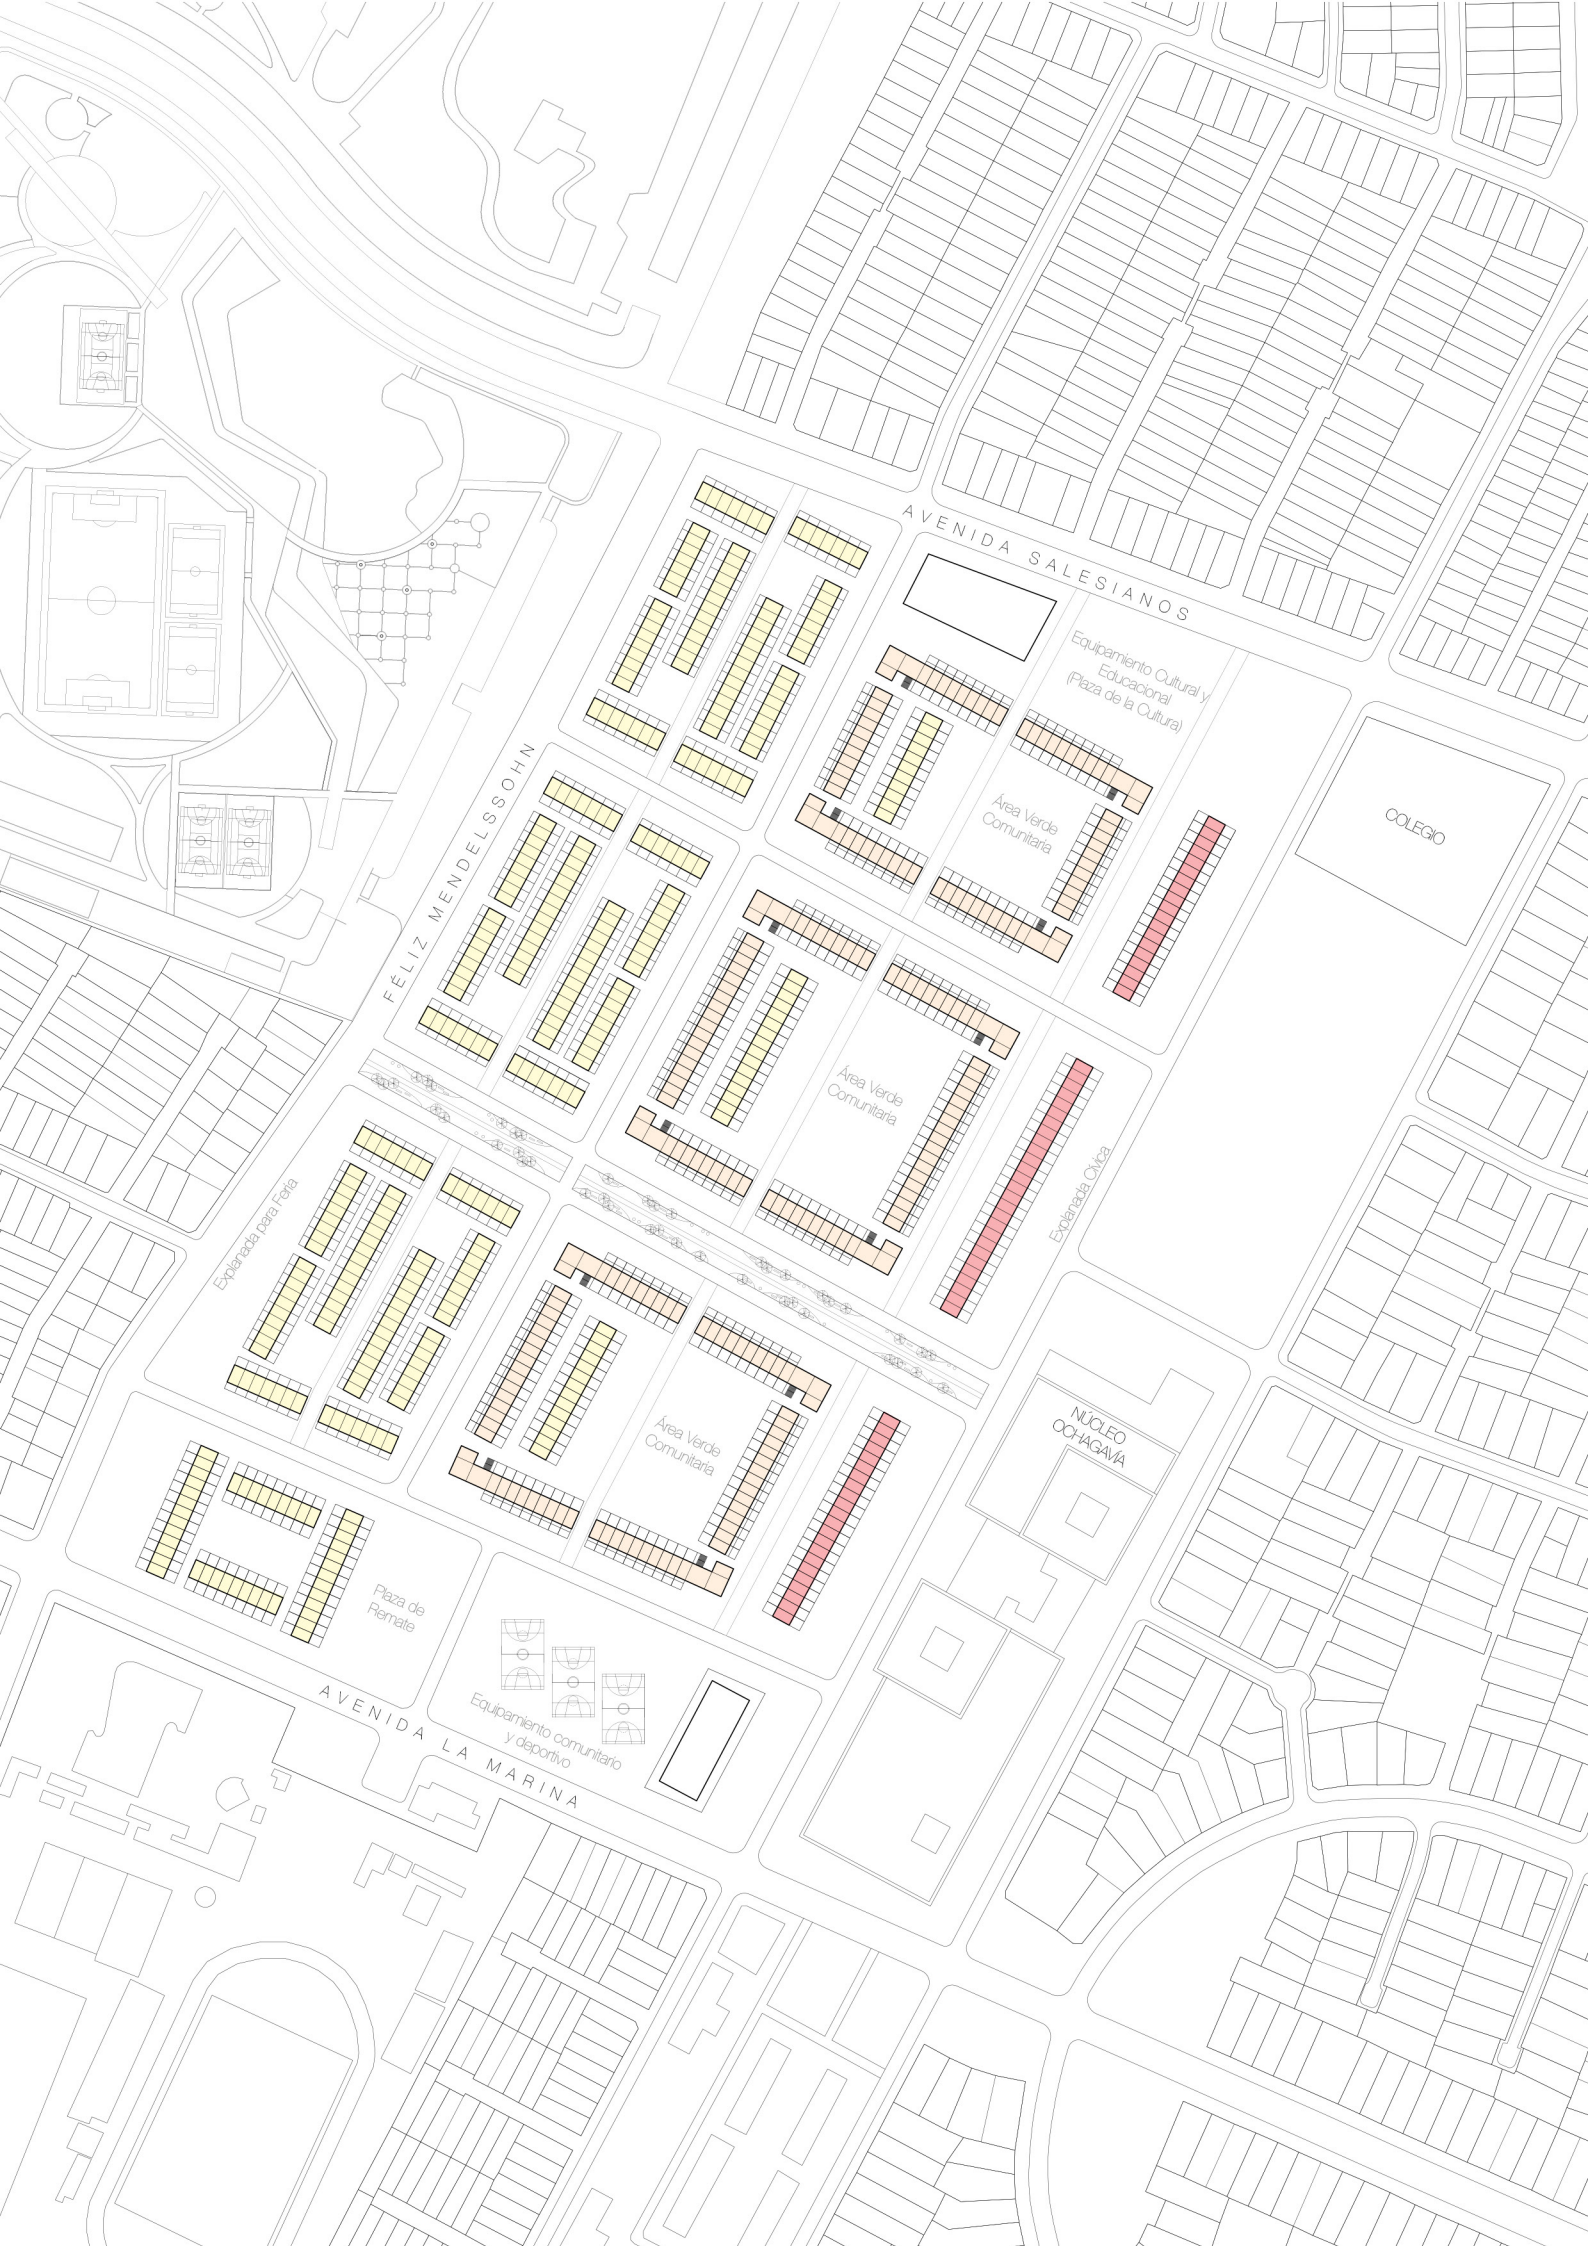 AVENIDA SALESIANOS
Equipamiento Cultural y
Educacional
(Plaza de la Cultura)
COLEGIO
Área Verde
Comunitaria
FÉLIZ MENDELSSOHN
Área Verde
Comunitaria
Explanada Cívica
Explanada para Feria
NÚCLEO
OCHAGAVÍA
Área Verde
Comunitaria
Plaza de
Remate
Equipamiento comunitario
y deportivo
AVENIDA LA MARINA